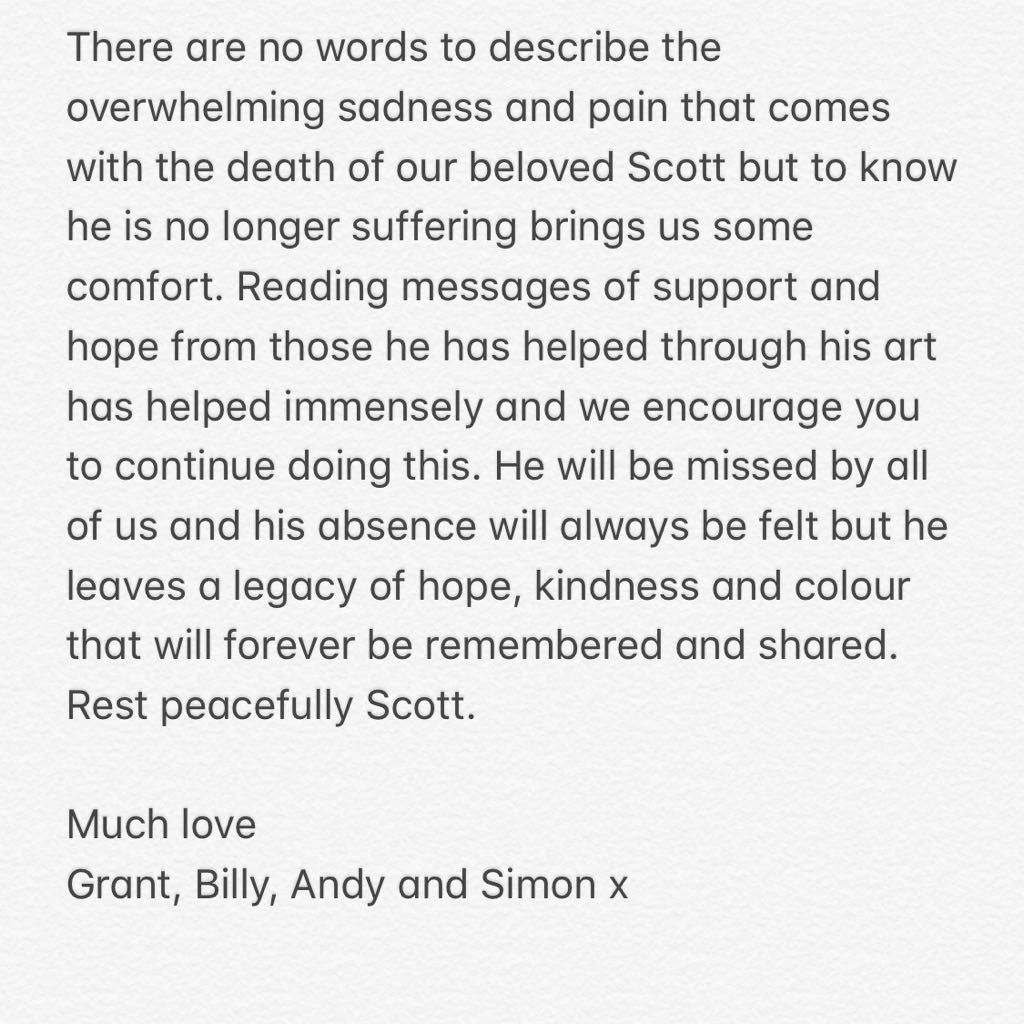 There are no words to describe the
overwhelming sadness and pain that comes
with the death of our beloved Scott but to know
he is no longer suffering brings us some
comfort. Reading messages of support and
hope from those he has helped through his art
has helped immensely and we encourage you
to continue doing this. He will be missed by all
of us and his absence will always be felt but he
leaves a legacy of hope, kindness and colour
that will forever be remembered and shared.
Rest peacefully Scott.
Much love
Grant, Billy, Andy and Simon x